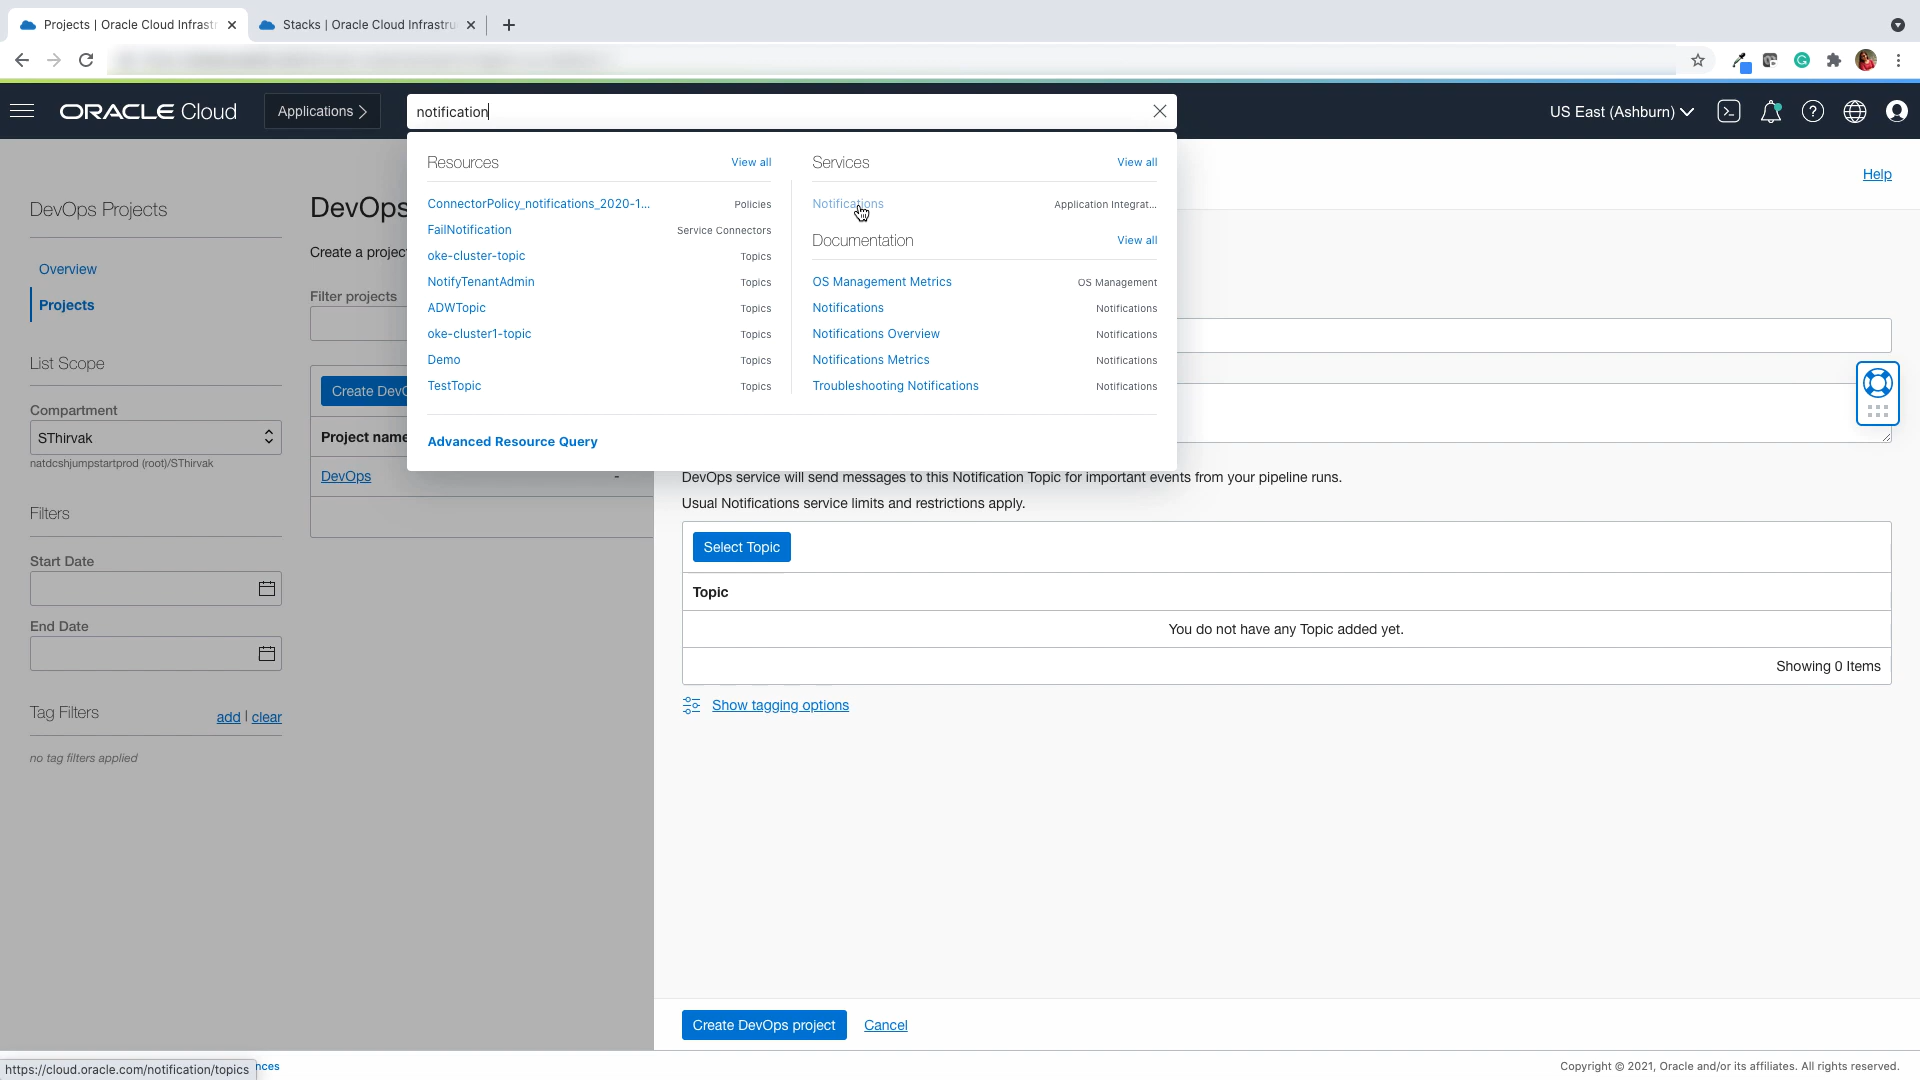 Projects | Oracle Cloud Infrast
Stacks | Oracle Cloud Infrastru
ORACLE Cloud
Applications
notification
US East (Ashburn)
Resources
View all
ConnectorPolicy_notifications_2020-1...
Policies
FailNotification
Service Connectors
oke-cluster-topic
Topics
NotifyTenantAdmin
Topics
ADWTopic
Topics
oke-cluster1-topic
Topics
Demo
Topics
TestTopic
Topics
Services
View all
Notifications
Application Integrat...
Documentation
View all
OS Management Metrics
OS Management
Notifications
Notifications
Notifications Overview
Notifications
Notifications Metrics
Notifications
Troubleshooting Notifications
Notifications
Advanced Resource Query
DevOps Projects
Overview
Projects
List Scope
Compartment
SThirvak
natdcshjumpstartprod (root)/SThirvak
Filters
Start Date
End Date
Tag Filters
add | clear
no tag filters applied
DevOps
Create a projec
Filter projects
Create DevO
Project name
DevOps
-
Help
DevOps service will send messages to this Notification Topic for important events from your pipeline runs.
Usual Notifications service limits and restrictions apply.
Select Topic
Topic
You do not have any Topic added yet.
Showing 0 Items
Show tagging options
Create DevOps project
Cancel
https://cloud.oracle.com/notification/topics
nces
Copyright © 2021, Oracle and/or its affiliates. All rights reserved.